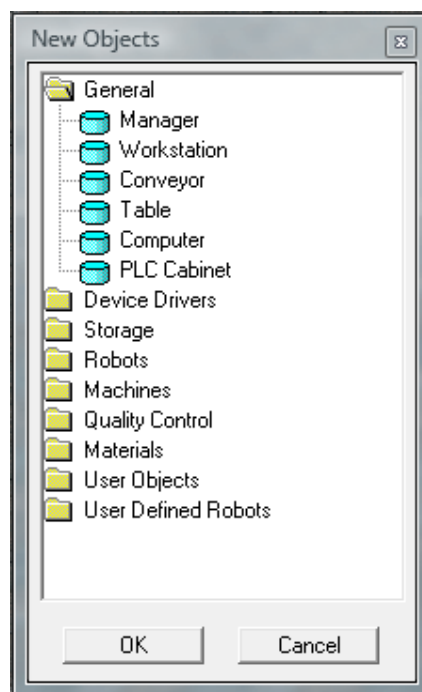 New Objects
General
Manager
Workstation
Conveyor
Table
Computer
PLC Cabinet
Device Drivers
Storage
Robots
Machines
Quality Control
Materials
User Objects
User Defined Robots
OK Cancel